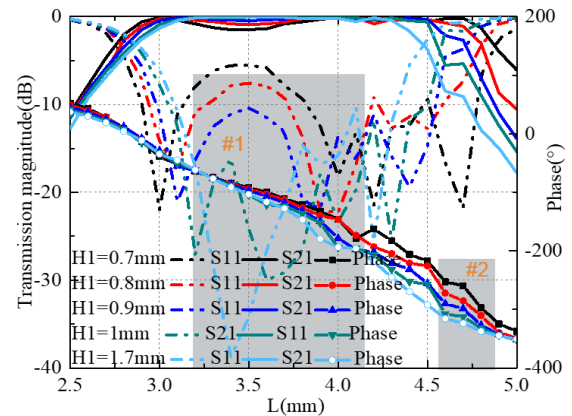 0
200
-10
0
#1
-20
-200
H1=0.7mm S11 S21 Phase
#2
H1=0.8mm S11 S21 Phase
-30
H1=0.9mm S11 S21 Phase
H1=1mm S21 S11 Phase
H1=1.7mm S11 S21 Phase
-40
-400
2.5 3.0 3.5 4.0 4.5 5.0
L(mm)
Transmission magnitude(dB)
Phase(°)